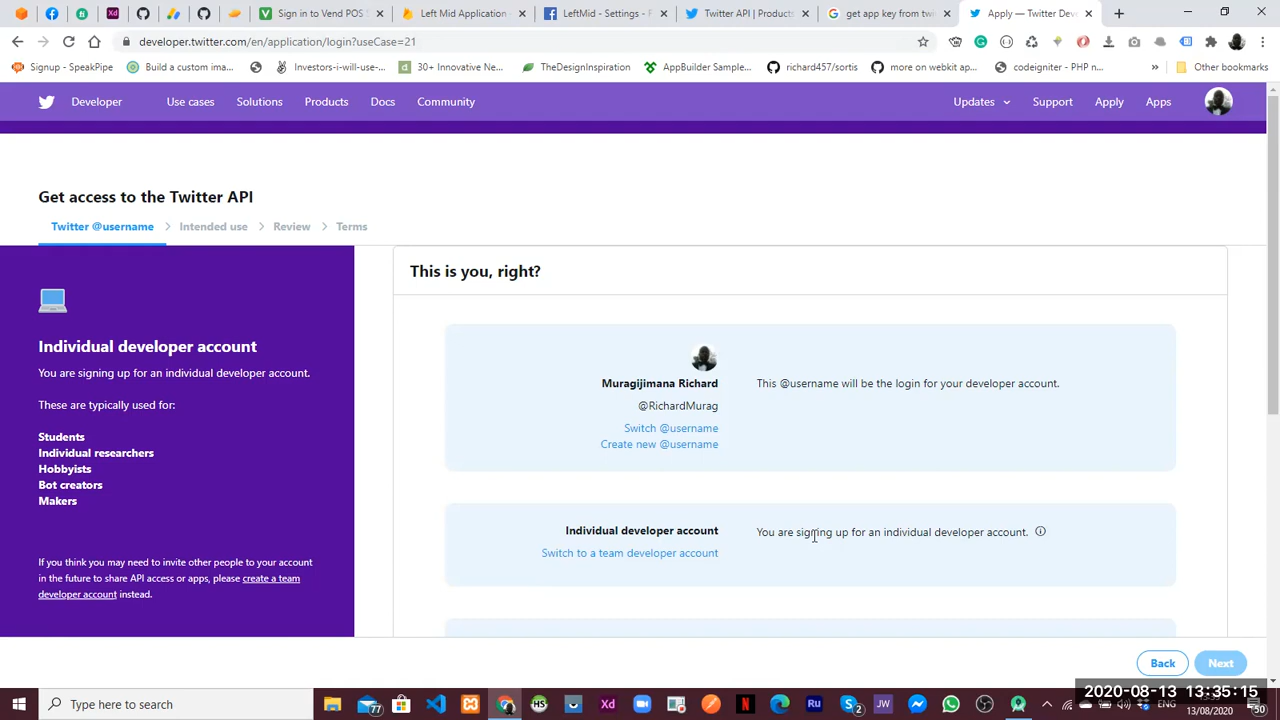 Sign in to Vend POS S
Left Mid Application
LeftMid - Settings - P
Twitter API | Products
get app key from twit
Apply — Twitter Dev
developer.twitter.com/en/application/login?useCase=21
Signup - SpeakPipe
Build a custom ima...
Investors-i-will-use-...
30+ Innovative New...
TheDesignInspiration
AppBuilder Sample...
richard457/sortis
more on webkit ap...
codeigniter - PHP n...
»
Other bookmarks
Developer
Use cases
Solutions
Products
Docs
Community
Updates
Support
Apply
Apps
Get access to the Twitter API
Twitter @username
Intended use
Review
Terms
Individual developer account
You are signing up for an individual developer account.
These are typically used for:
Students
Individual researchers
Hobbyists
Bot creators
Makers
If you think you may need to invite other people to your account
in the future to share API access or apps, please create a team
developer account instead.
This is you, right?
Muragijimana Richard
@RichardMurag
Switch @username
Create new @username
This @username will be the login for your developer account.
Individual developer account
Switch to a team developer account
You are signing up for an individual developer account.
Back
Next
2020-08-13 13:35:15
Type here to search
ENG
13/08/2020